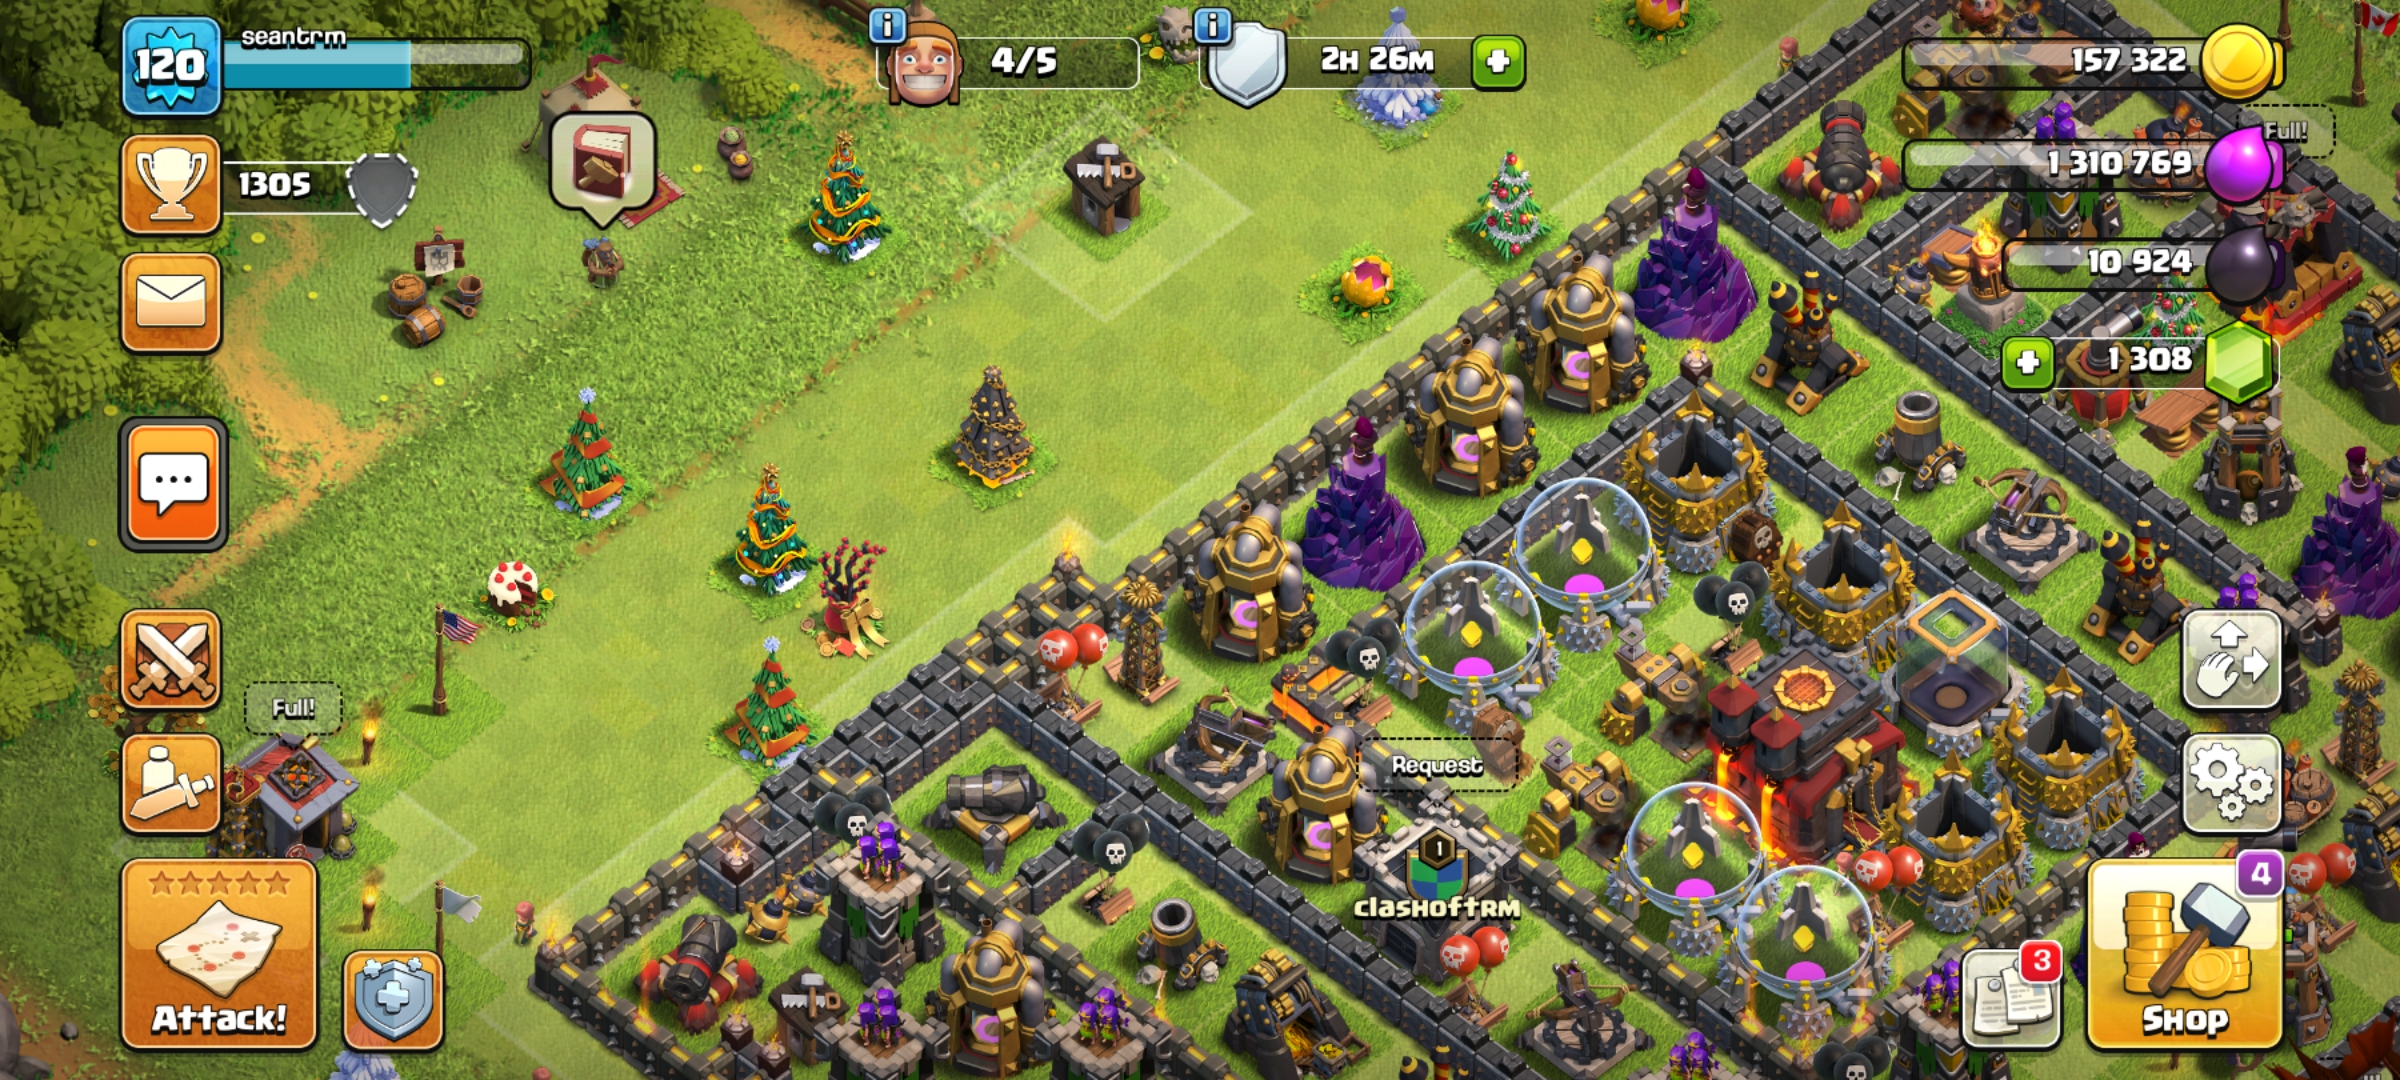 120
seantrm
4/5
2H 26M
157 322
Full!
1305
1 310 769
10 924
1 308
Full!
Request
1
clashoftRM
4
3
Attack!
Shop